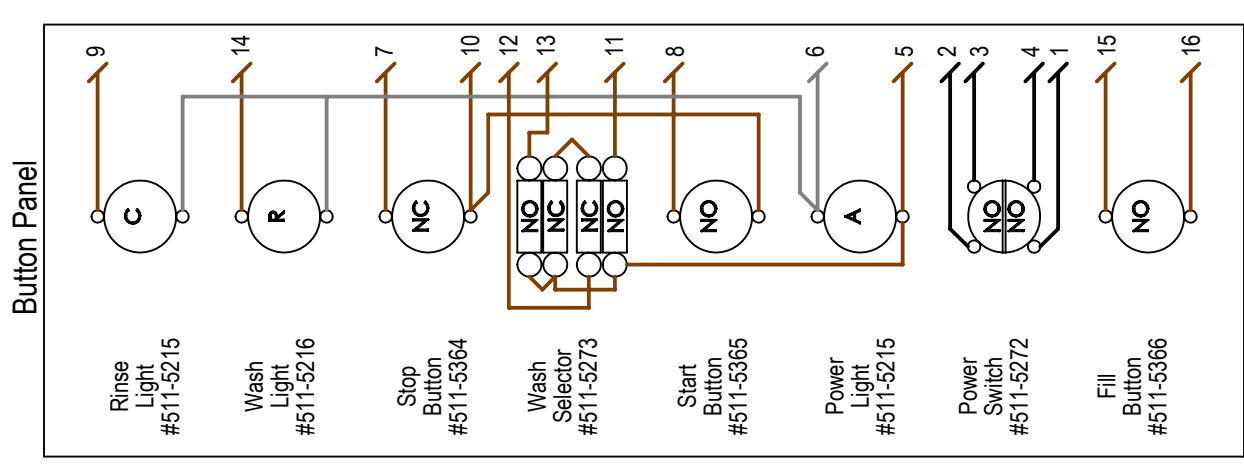 Button Panel
9
14
7
10
12
13
11
8
6
5
2
3
4
1
15
16
C
R
NC
NO
NC
NC
NO
NO
A
NO
NO
NO
Rinse
Light
#511-5215
Wash
Light
#511-5216
Stop
Button
#511-5364
Wash
Selector
#511-5273
Start
Button
#511-5365
Power
Light
#511-5215
Power
Switch
#511-5272
Fill
Button
#511-5366